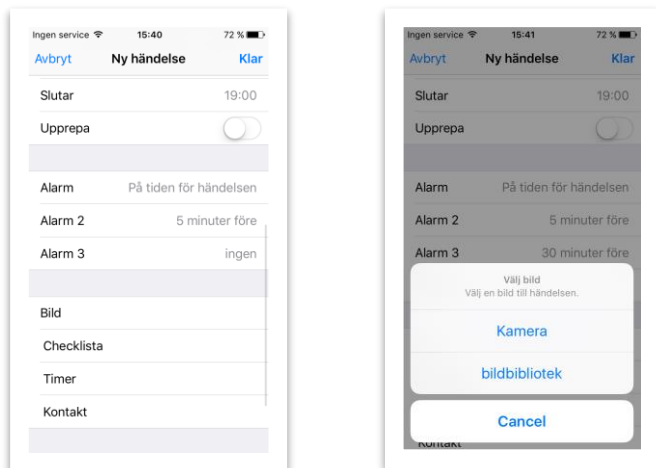 Ingen service 15:40 72 %
Avbryt Ny händelse Klar
Slutar 19:00
Upprepa
Alarm På tiden för händelsen
Alarm 2 5 minuter före
Alarm 3 ingen
Bild
Checklista
Timer
Kontakt
Ingen service 15:41 72 %
Avbryt Ny händelse Klar
Slutar 19:00
Upprepa
Alarm På tiden för händelsen
Alarm 2 5 minuter före
Alarm 3 30 minuter före
Välj bild
Välj en bild till händelsen.
Kamera
bildbibliotek
Cancel
Kontakt